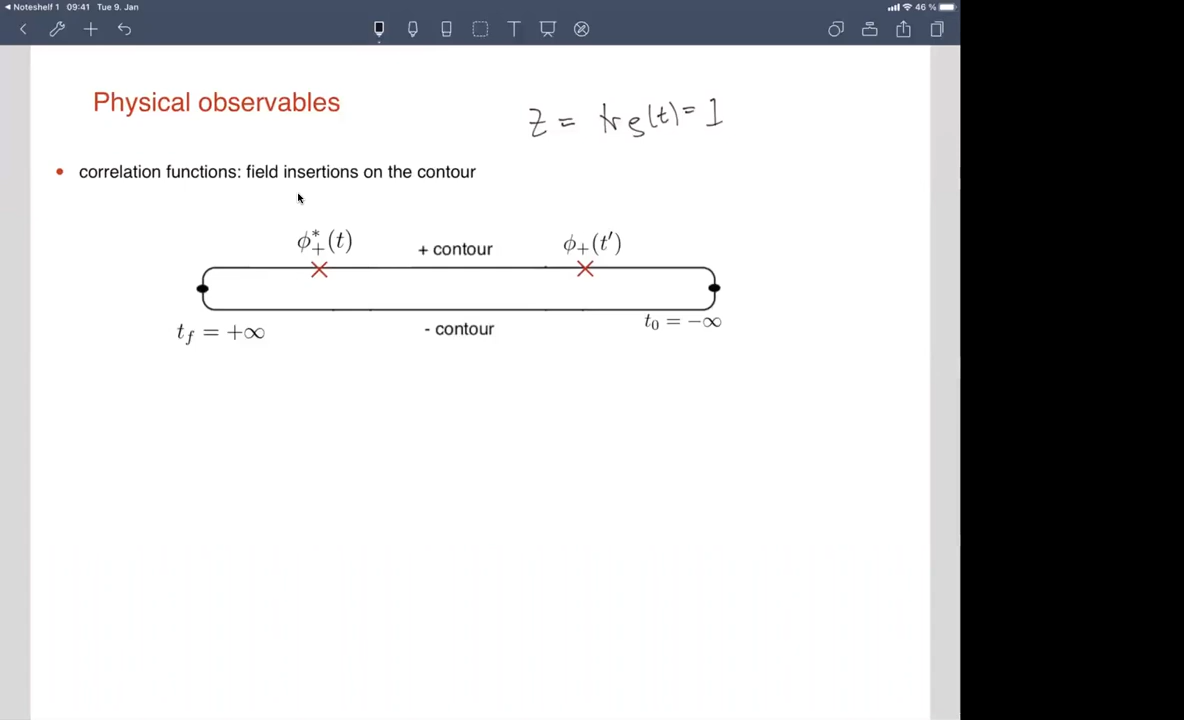 Noteshelf 1 09:41 Tue 9. Jan 46 %
Physical observables
Z = tr ρ(t) = 1
• correlation functions: field insertions on the contour
ϕ*₊(t) + contour ϕ₊(t′)
t_f = +∞ - contour t₀ = −∞